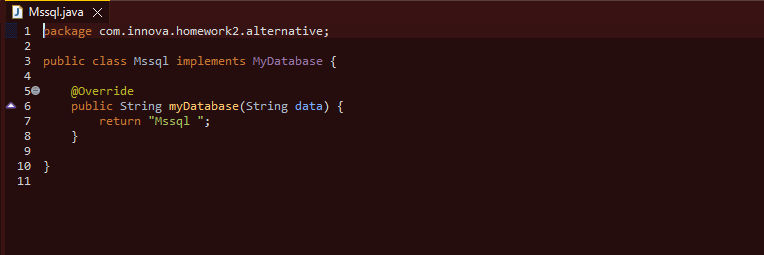 Mssql.java
1 package com.innova.homework2.alternative;
2
3 public class Mssql implements MyDatabase {
4
5     @Override
6     public String myDatabase(String data) {
7         return "Mssql ";
8     }
9
10 }
11